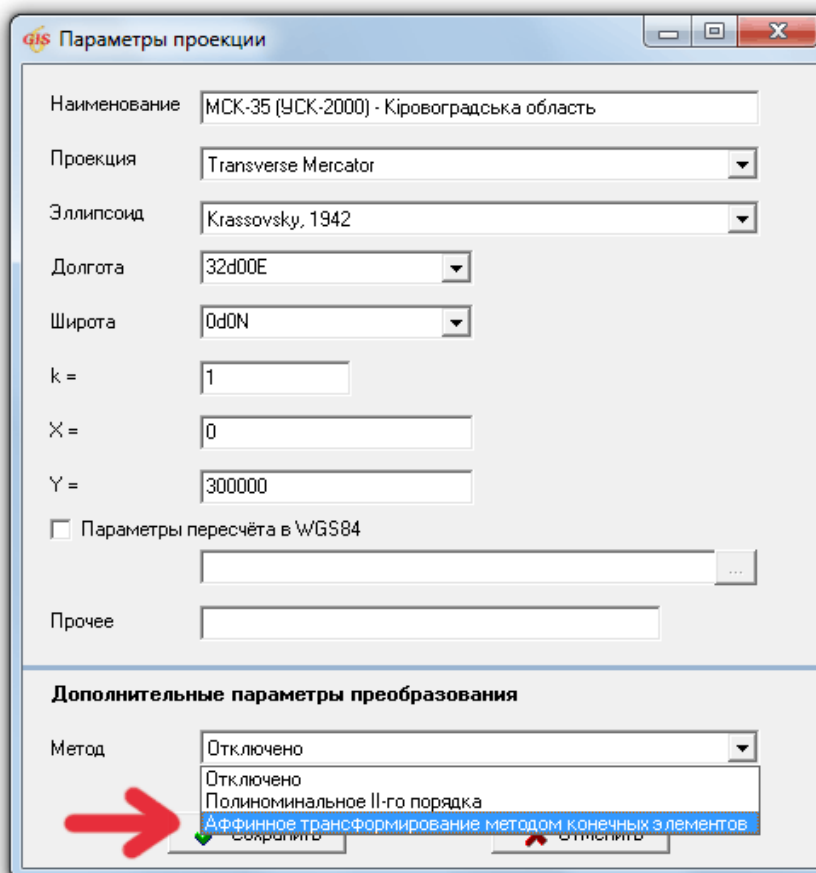 GIS Параметры проекции
Наименование МСК-35 (УСК-2000) - Кіровоградська область
Проекция Transverse Mercator
Эллипсоид Krassovsky, 1942
Долгота 32d00E
Широта 0d0N
k = 1
X = 0
Y = 300000
Параметры пересчёта в WGS84
...
Прочее
Дополнительные параметры преобразования
Метод Отключено
Отключено
Полиноминальное II-го порядка
Аффинное трансформирование методом конечных элементов
Сохранить Отменить